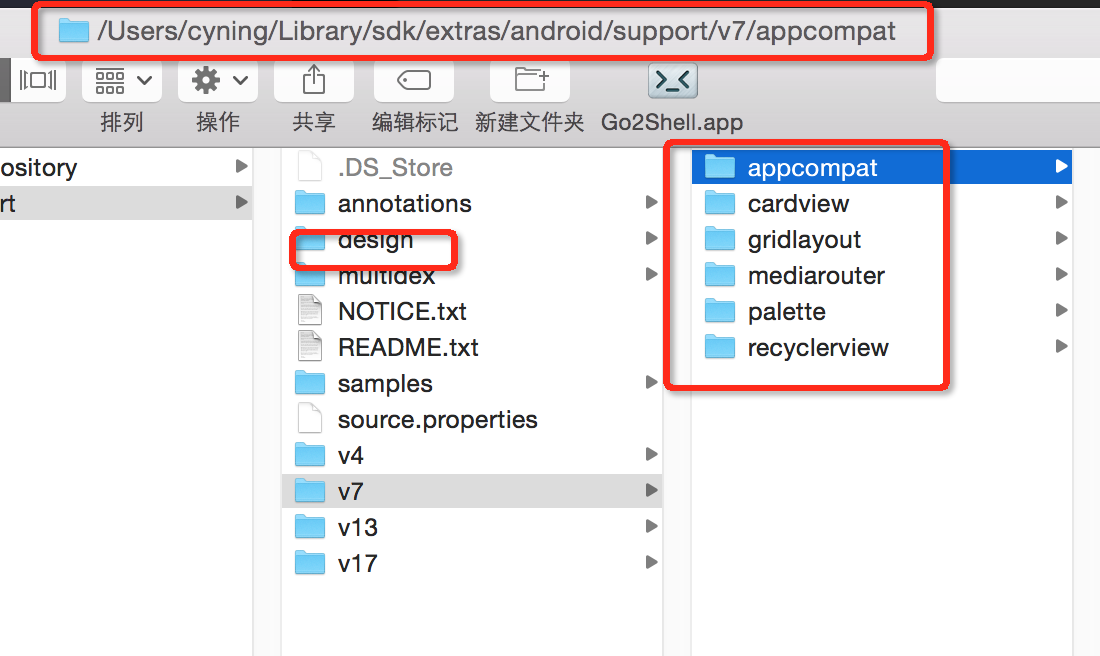 /Users/cyning/Library/sdk/extras/android/support/v7/appcompat
排列
操作
共享
编辑标记
新建文件夹
Go2Shell.app
ository
rt
.DS_Store
annotations
design
multidex
NOTICE.txt
README.txt
samples
source.properties
v4
v7
v13
v17
appcompat
cardview
gridlayout
mediarouter
palette
recyclerview